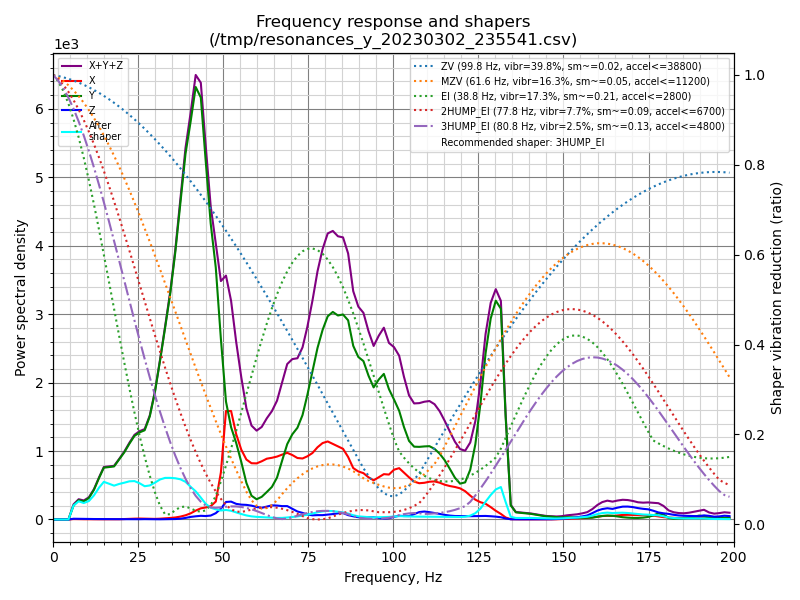 Frequency response and shapers
(/tmp/resonances_y_20230302_235541.csv)
1e3
X+Y+Z
X
Y
Z
After
shaper
ZV (99.8 Hz, vibr=39.8%, sm~=0.02, accel<=38800)
MZV (61.6 Hz, vibr=16.3%, sm~=0.05, accel<=11200)
EI (38.8 Hz, vibr=17.3%, sm~=0.21, accel<=2800)
2HUMP_EI (77.8 Hz, vibr=7.7%, sm~=0.09, accel<=6700)
3HUMP_EI (80.8 Hz, vibr=2.5%, sm~=0.13, accel<=4800)
Recommended shaper: 3HUMP_EI
Power spectral density
6
5
4
3
2
1
0
1.0
0.8
0.6
0.4
0.2
0.0
Shaper vibration reduction (ratio)
0 25 50 75 100 125 150 175 200
Frequency, Hz